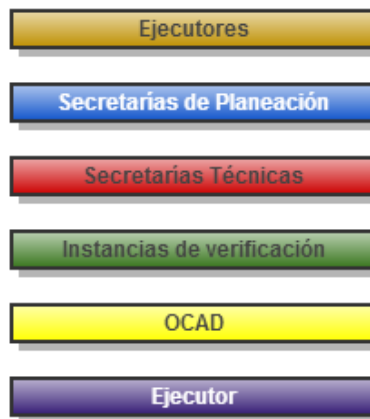 Ejecutores
Secretarías de Planeación
Secretarías Técnicas
Instancias de verificación
OCAD
Ejecutor